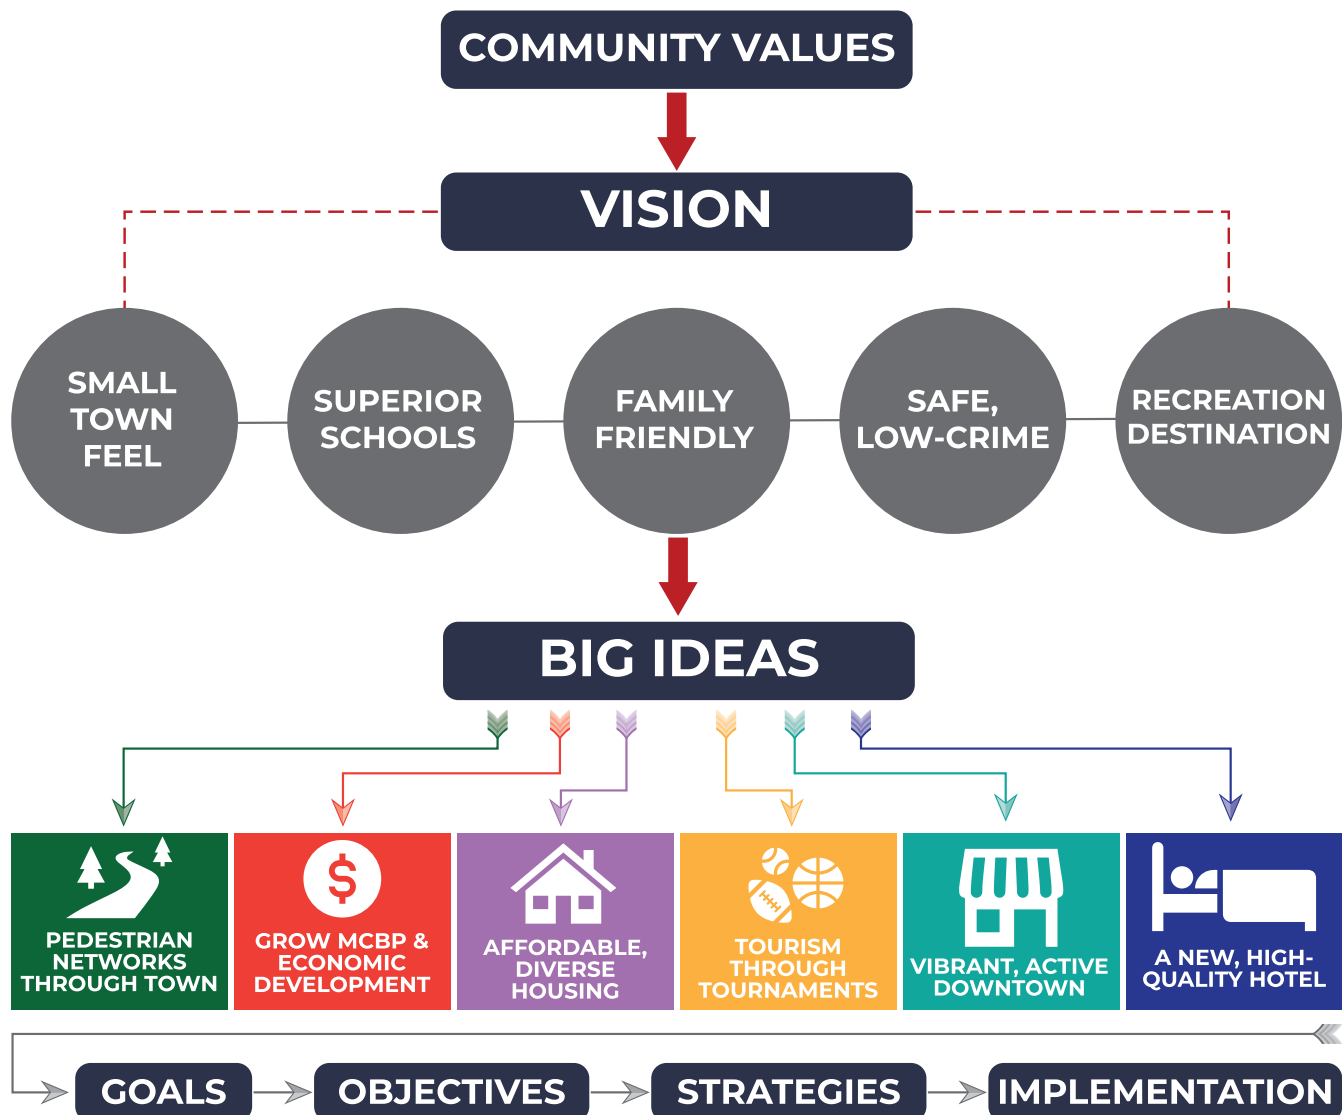 COMMUNITY VALUES
VISION
SMALL
TOWN
FEEL
SUPERIOR
SCHOOLS
FAMILY
FRIENDLY
SAFE,
LOW-CRIME
RECREATION
DESTINATION
BIG IDEAS
PEDESTRIAN
NETWORKS
THROUGH TOWN
$
GROW MCBP &
ECONOMIC
DEVELOPMENT
AFFORDABLE,
DIVERSE
HOUSING
TOURISM
THROUGH
TOURNAMENTS
VIBRANT, ACTIVE
DOWNTOWN
A NEW, HIGH-
QUALITY HOTEL
GOALS
OBJECTIVES
STRATEGIES
IMPLEMENTATION